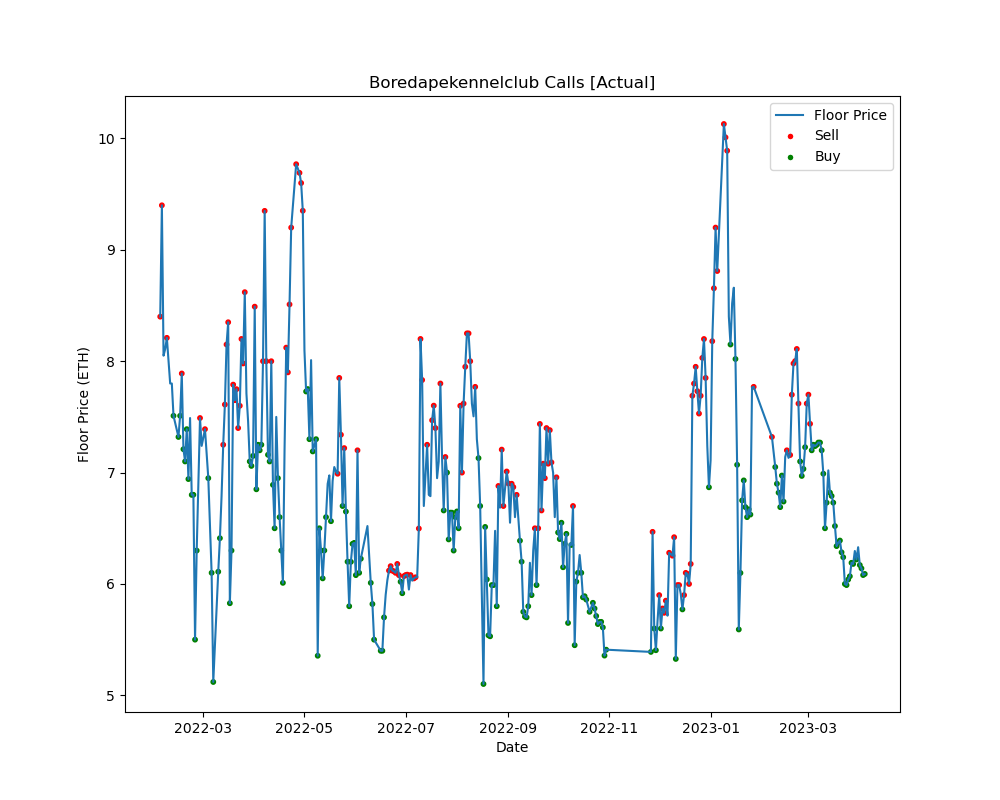 Boredapekennelclub Calls [Actual]
Floor Price
Sell
Buy
10
9
8
7
6
5
Floor Price (ETH)
2022-03 2022-05 2022-07 2022-09 2022-11 2023-01 2023-03
Date